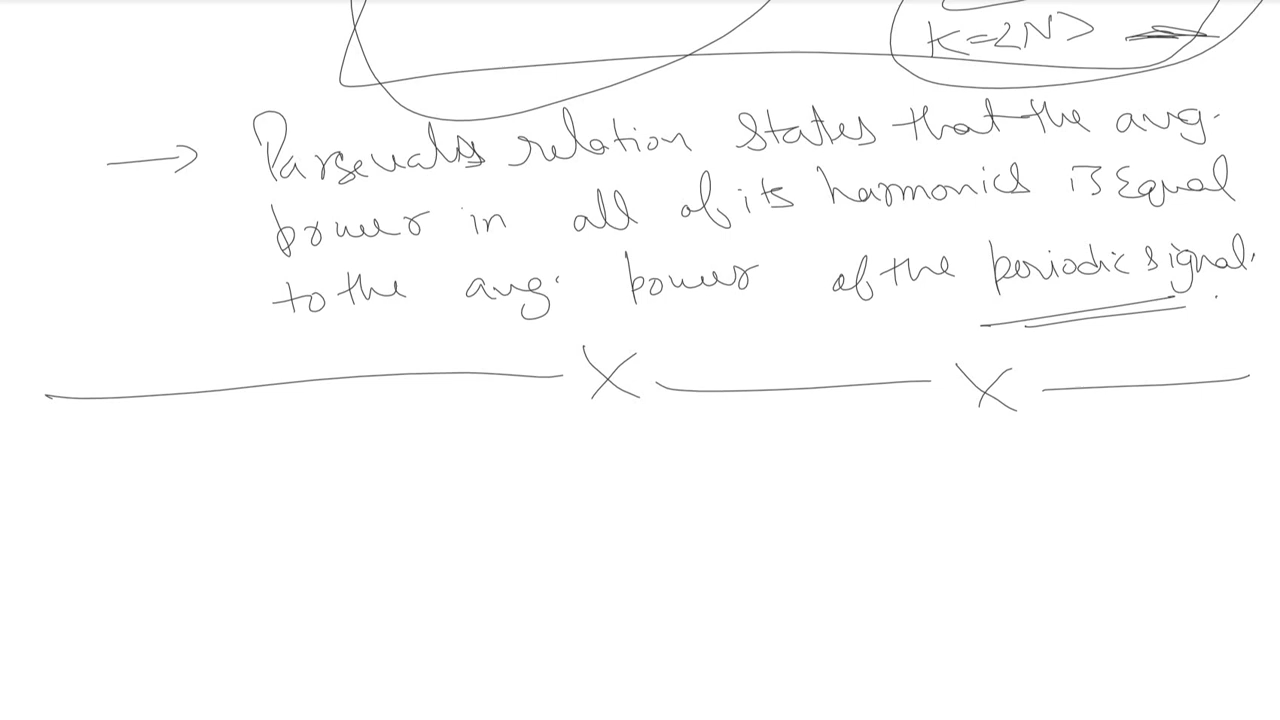 K=<N>
→ Parseval's relation states that the avg.
power in all of its harmonics is Equal
to the avg. power of the periodic signal.
X X